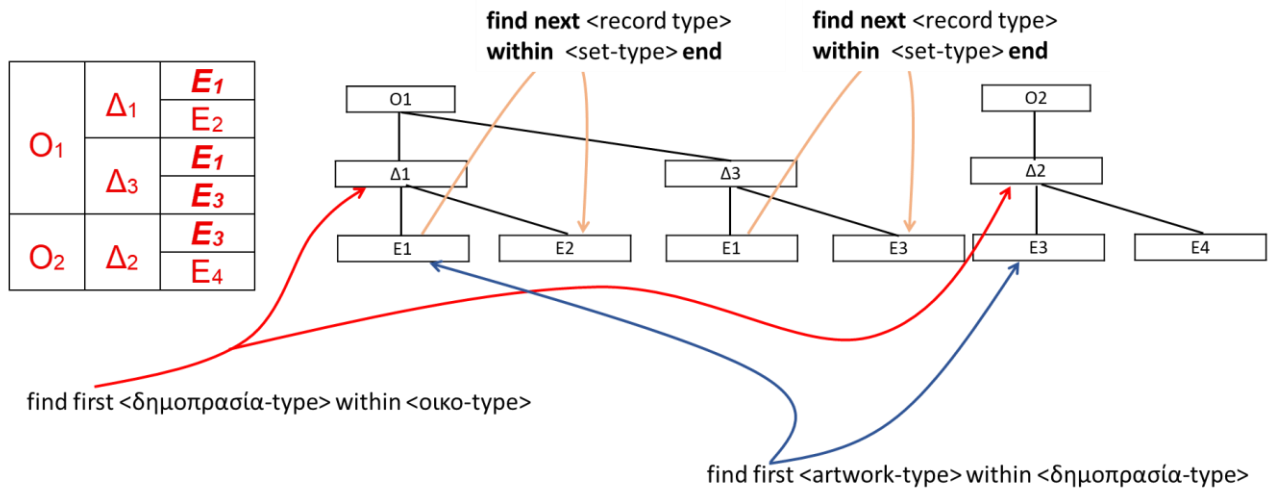 find next <record type>
within <set-type> end
find next <record type>
within <set-type> end
O1
Δ1
E1
E2
Δ3
E1
E3
O2
Δ2
E3
E4
O1
O2
Δ1
Δ3
Δ2
E1
E2
E1
E3
E3
E4
find first <δημοπρασία-type> within <οικο-type>
find first <artwork-type> within <δημοπρασία-type>